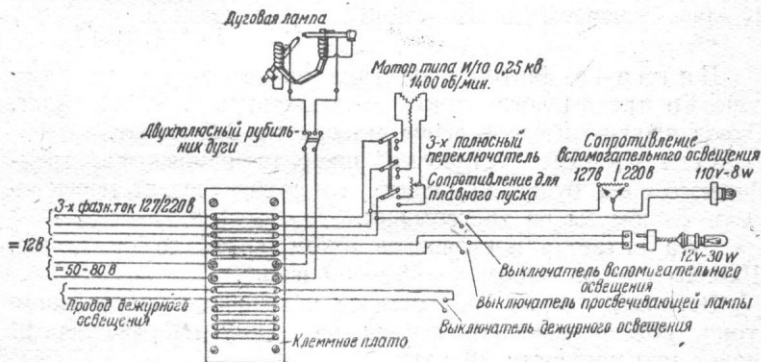 Дуговая лампа
Мотор типа И/10 0,25 кв
1400 об/мин.
Двухполюсный рубиль-
ник дуги
3-х полюсный
переключатель
Сопротивление для
плавного пуска
Сопротивление
вспомогательного освещения
127В 220В 110v-8w
3-х фазн.ток 127/220В
=12В
=50-80 В
Провод дежурного
освещения
12v-30w
Выключатель вспомигательного
освещения
Выключатель просвечивающей лампы
Выключатель дежурного освещения
Клеммное плато